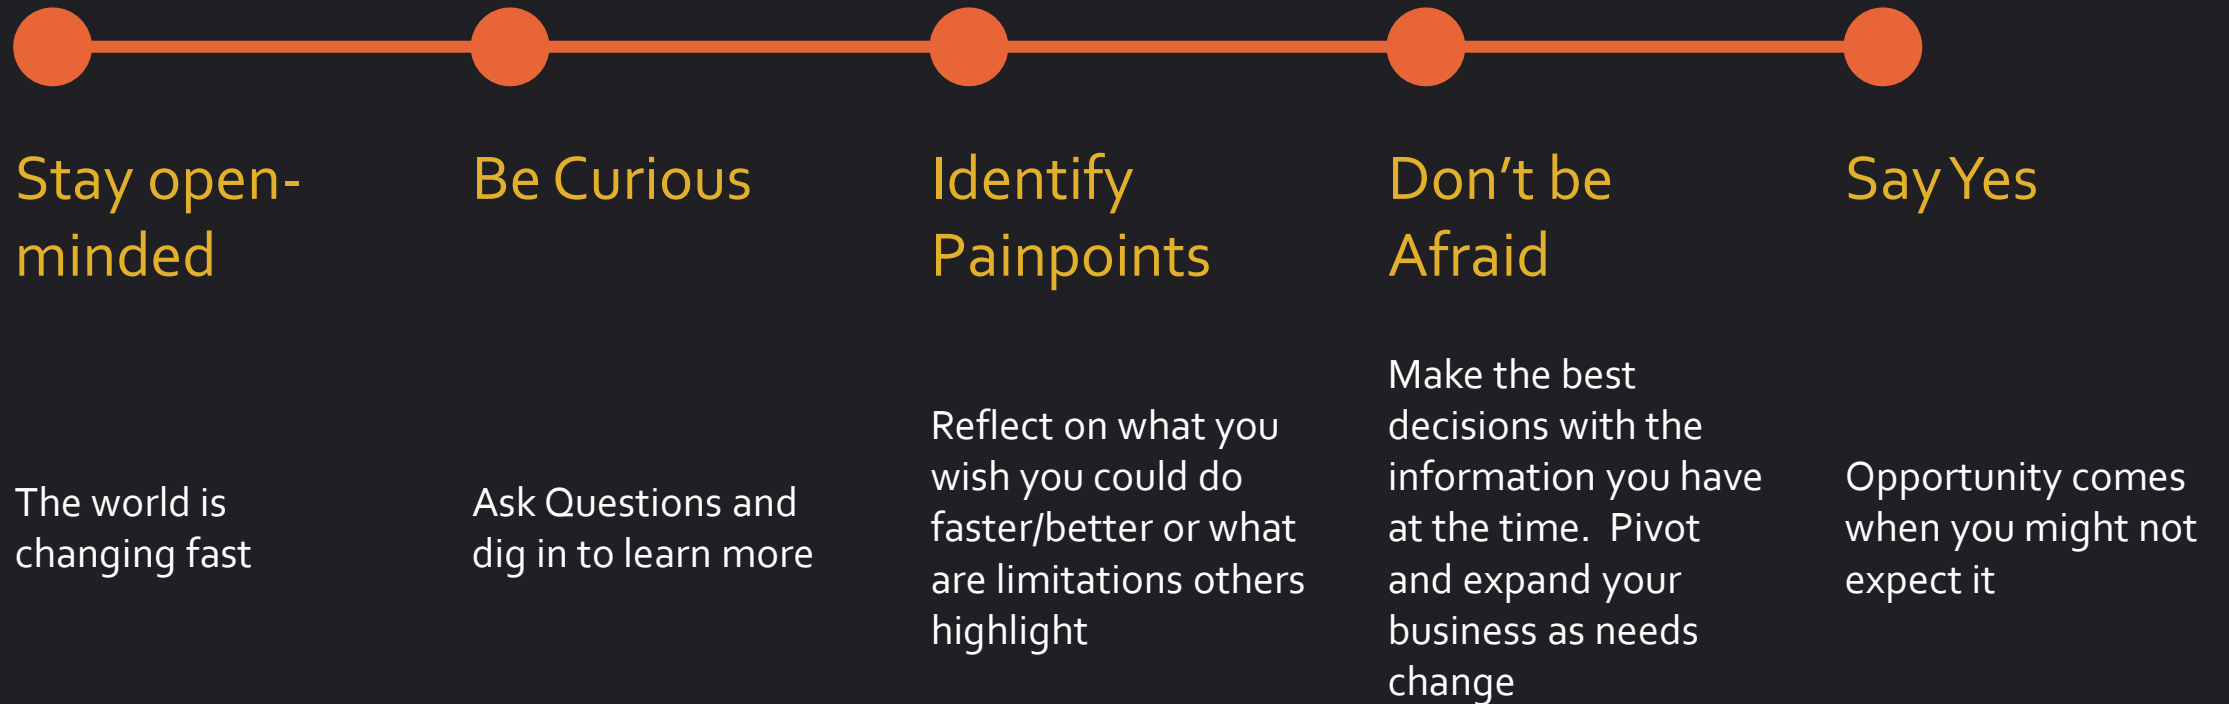 Stay open-
minded
The world is
changing fast
Be Curious
Ask Questions and
dig in to learn more
Identify
Painpoints
Reflect on what you
wish you could do
faster/better or what
are limitations others
highlight
Don’t be
Afraid
Make the best
decisions with the
information you have
at the time.  Pivot
and expand your
business as needs
change
Say Yes
Opportunity comes
when you might not
expect it